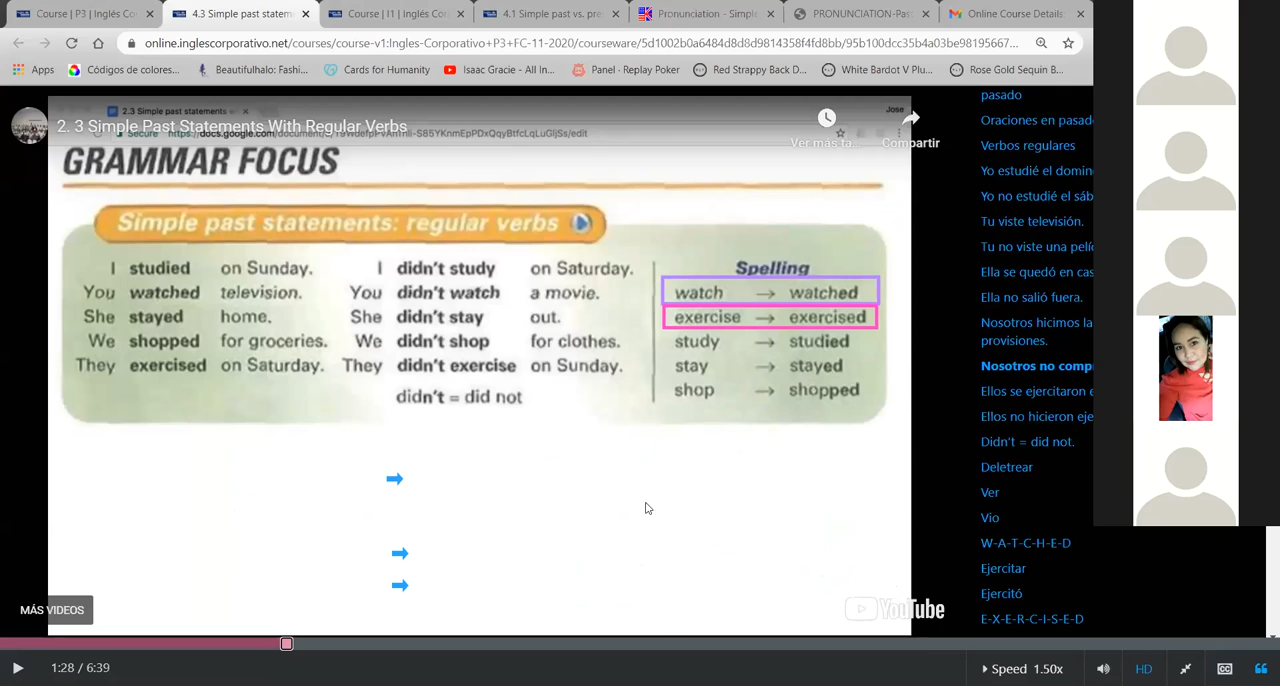 Course | P3 | Inglés Co
4.3 Simple past statem
Course | I1 | Inglés Con
4.1 Simple past vs. pre
Pronunciation - Simple
PRONUNCIATION-Pas
Online Course Details
online.inglescorporativo.net/courses/course-v1:Ingles-Corporativo+P3+FC-11-2020/courseware/5d1002b0a6484d8d8d9814358f4fd8bb/95b100dcc35b4a03be98195667...
Apps
Códigos de colores...
Beautifulhalo: Fashi...
Cards for Humanity
Isaac Gracie - All In...
Panel · Replay Poker
Red Strappy Back D...
White Bardot V Plu...
Rose Gold Sequin B...
2.3 Simple past statements
Jose
2. 3 Simple Past Statements With Regular Verbs
Ver más ta...
Compartir
GRAMMAR FOCUS
Simple past statements: regular verbs
I studied on Sunday. I didn't study on Saturday.
You watched television. You didn't watch a movie.
She stayed home. She didn't stay out.
We shopped for groceries. We didn't shop for clothes.
They exercised on Saturday. They didn't exercise on Sunday.
didn't = did not
Spelling
watch → watched
exercise → exercised
study → studied
stay → stayed
shop → shopped
MÁS VIDEOS
YouTube
pasado
Oraciones en pasad
Verbos regulares
Yo estudié el domin
Yo no estudié el sáb
Tu viste televisión.
Tu no viste una pelíc
Ella se quedó en cas
Ella no salió fuera.
Nosotros hicimos la
provisiones.
Nosotros no comp
Ellos se ejercitaron e
Ellos no hicieron eje
Didn't = did not.
Deletrear
Ver
Vio
W-A-T-C-H-E-D
Ejercitar
Ejercitó
E-X-E-R-C-I-S-E-D
1:28 / 6:39
Speed 1.50x
HD
CC